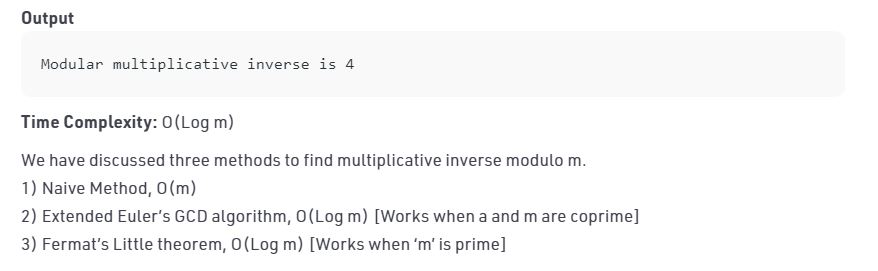 Output
Modular multiplicative inverse is 4
Time Complexity: O(Log m)
We have discussed three methods to find multiplicative inverse modulo m.
1) Naive Method, O(m)
2) Extended Euler’s GCD algorithm, O(Log m) [Works when a and m are coprime]
3) Fermat’s Little theorem, O(Log m) [Works when ‘m’ is prime]